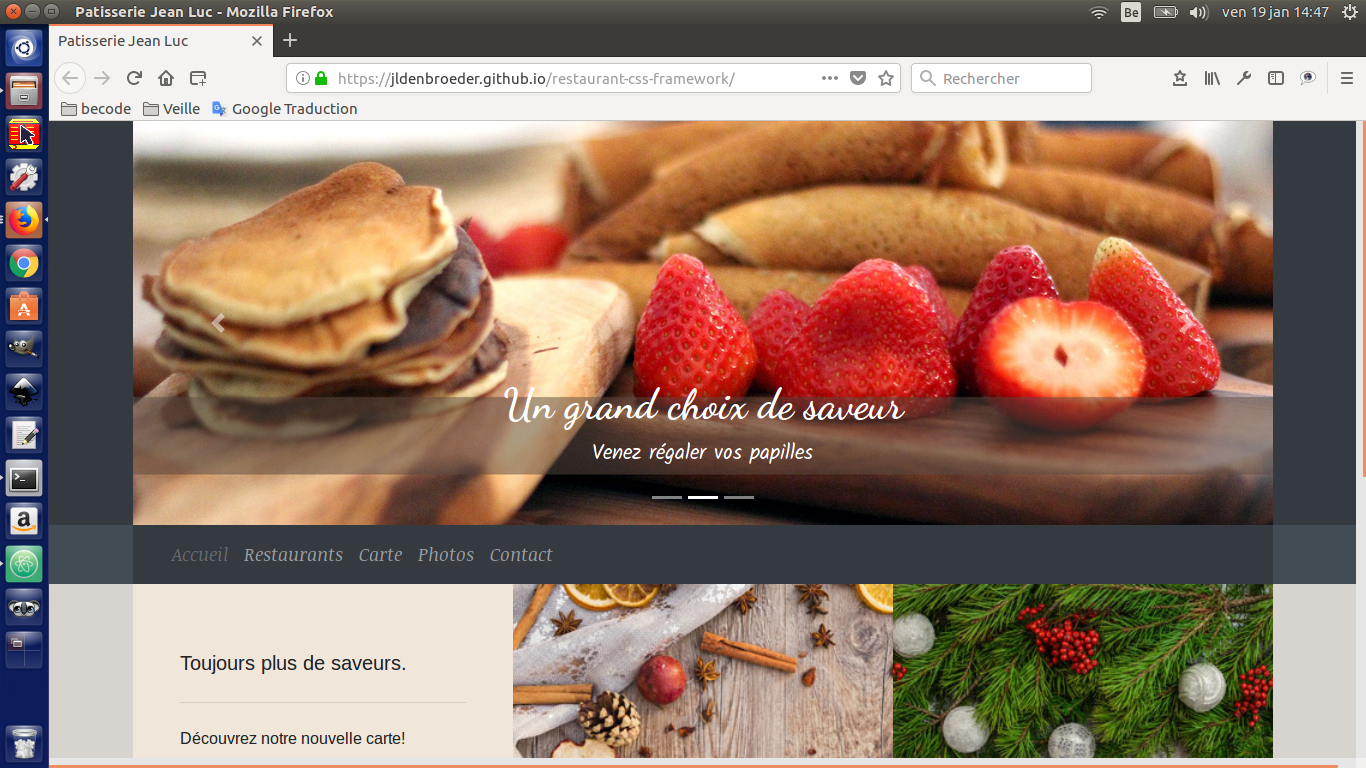 Patisserie Jean Luc - Mozilla Firefox
Be
ven 19 jan 14:47
Patisserie Jean Luc
https://jldenbroeder.github.io/restaurant-css-framework/
Rechercher
becode Veille Google Traduction
Un grand choix de saveur
Venez régaler vos papilles
Accueil Restaurants Carte Photos Contact
Toujours plus de saveurs.
Découvrez notre nouvelle carte!